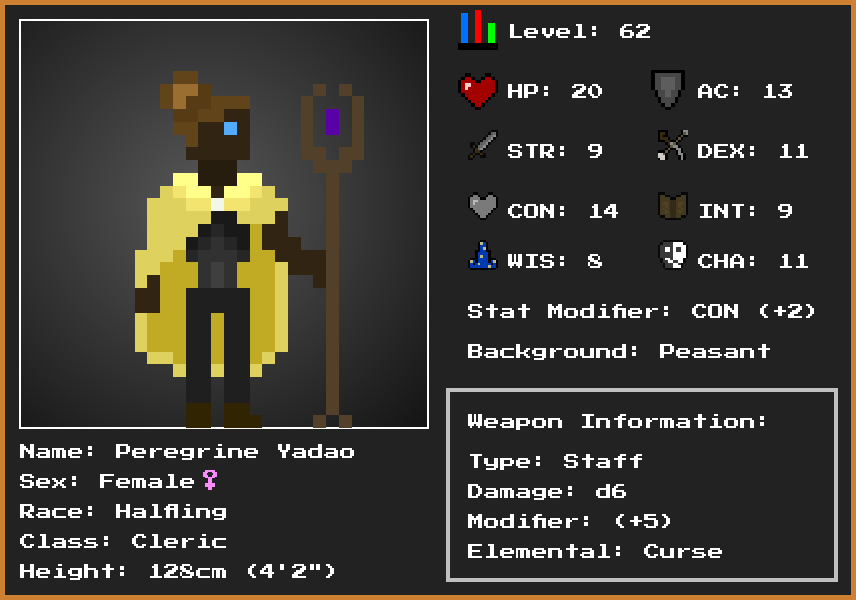 Level: 62
HP: 20
AC: 13
STR: 9
DEX: 11
CON: 14
INT: 9
WIS: 8
CHA: 11
Stat Modifier: CON (+2)
Background: Peasant
Weapon Information:
Type: Staff
Damage: d6
Modifier: (+5)
Elemental: Curse
Name: Peregrine Yadao
Sex: Female♀
Race: Halfling
Class: Cleric
Height: 128cm (4'2")